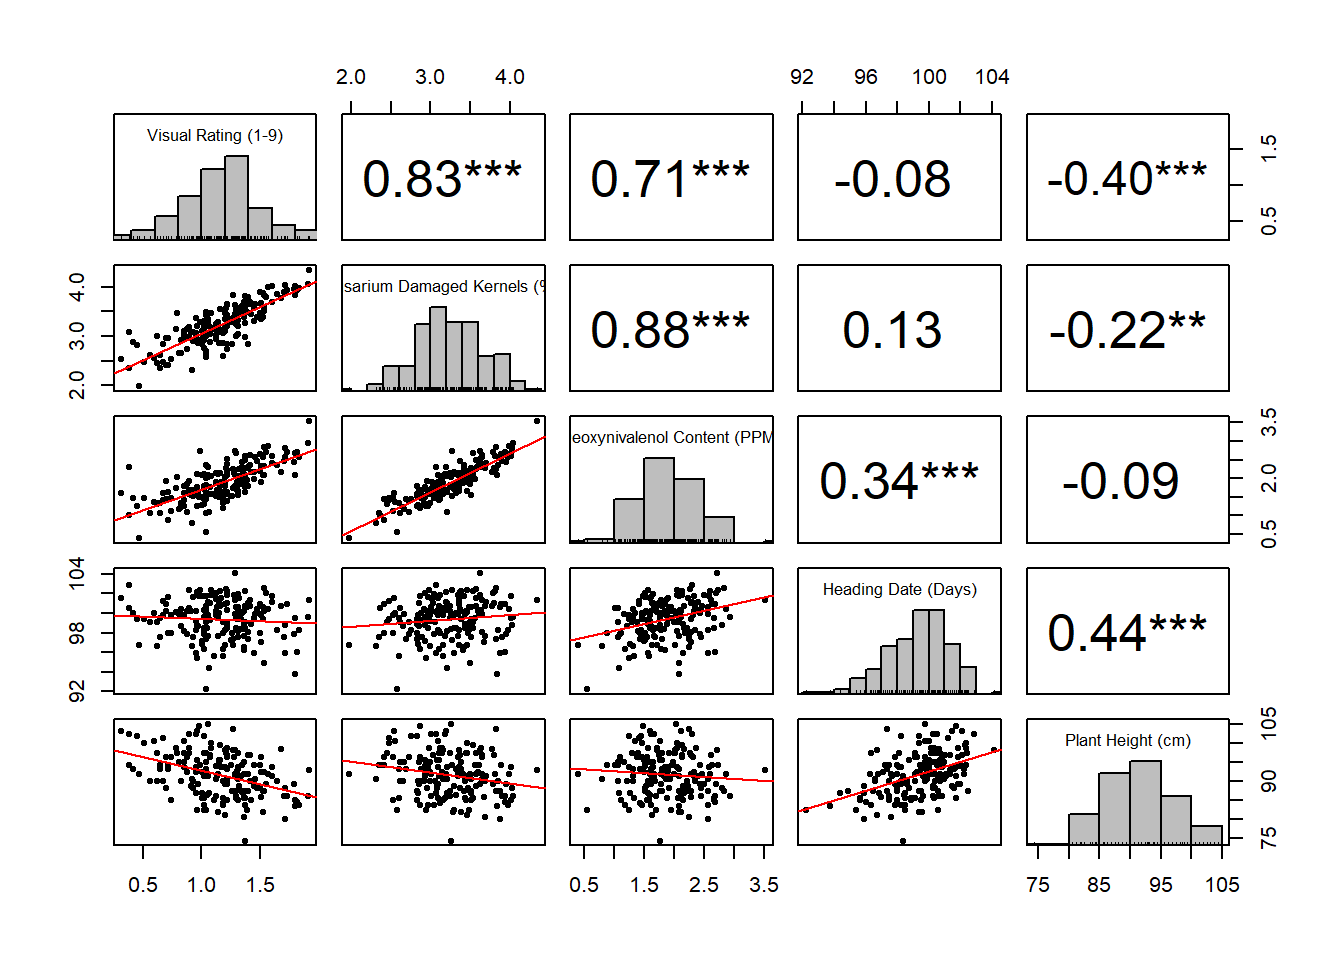 2.0 3.0 4.0 92 96 100 104
Visual Rating (1-9) 0.83*** 0.71*** -0.08 -0.40*** 0.5 1.5
2.0 3.0 4.0 sarium Damaged Kernels (% 0.88*** 0.13 -0.22**
eoxynivalenol Content (PPM 0.34*** -0.09 0.5 2.0 3.5
92 98 104 Heading Date (Days) 0.44***
Plant Height (cm) 75 90 105
0.5 1.0 1.5 0.5 1.5 2.5 3.5 75 85 95 105